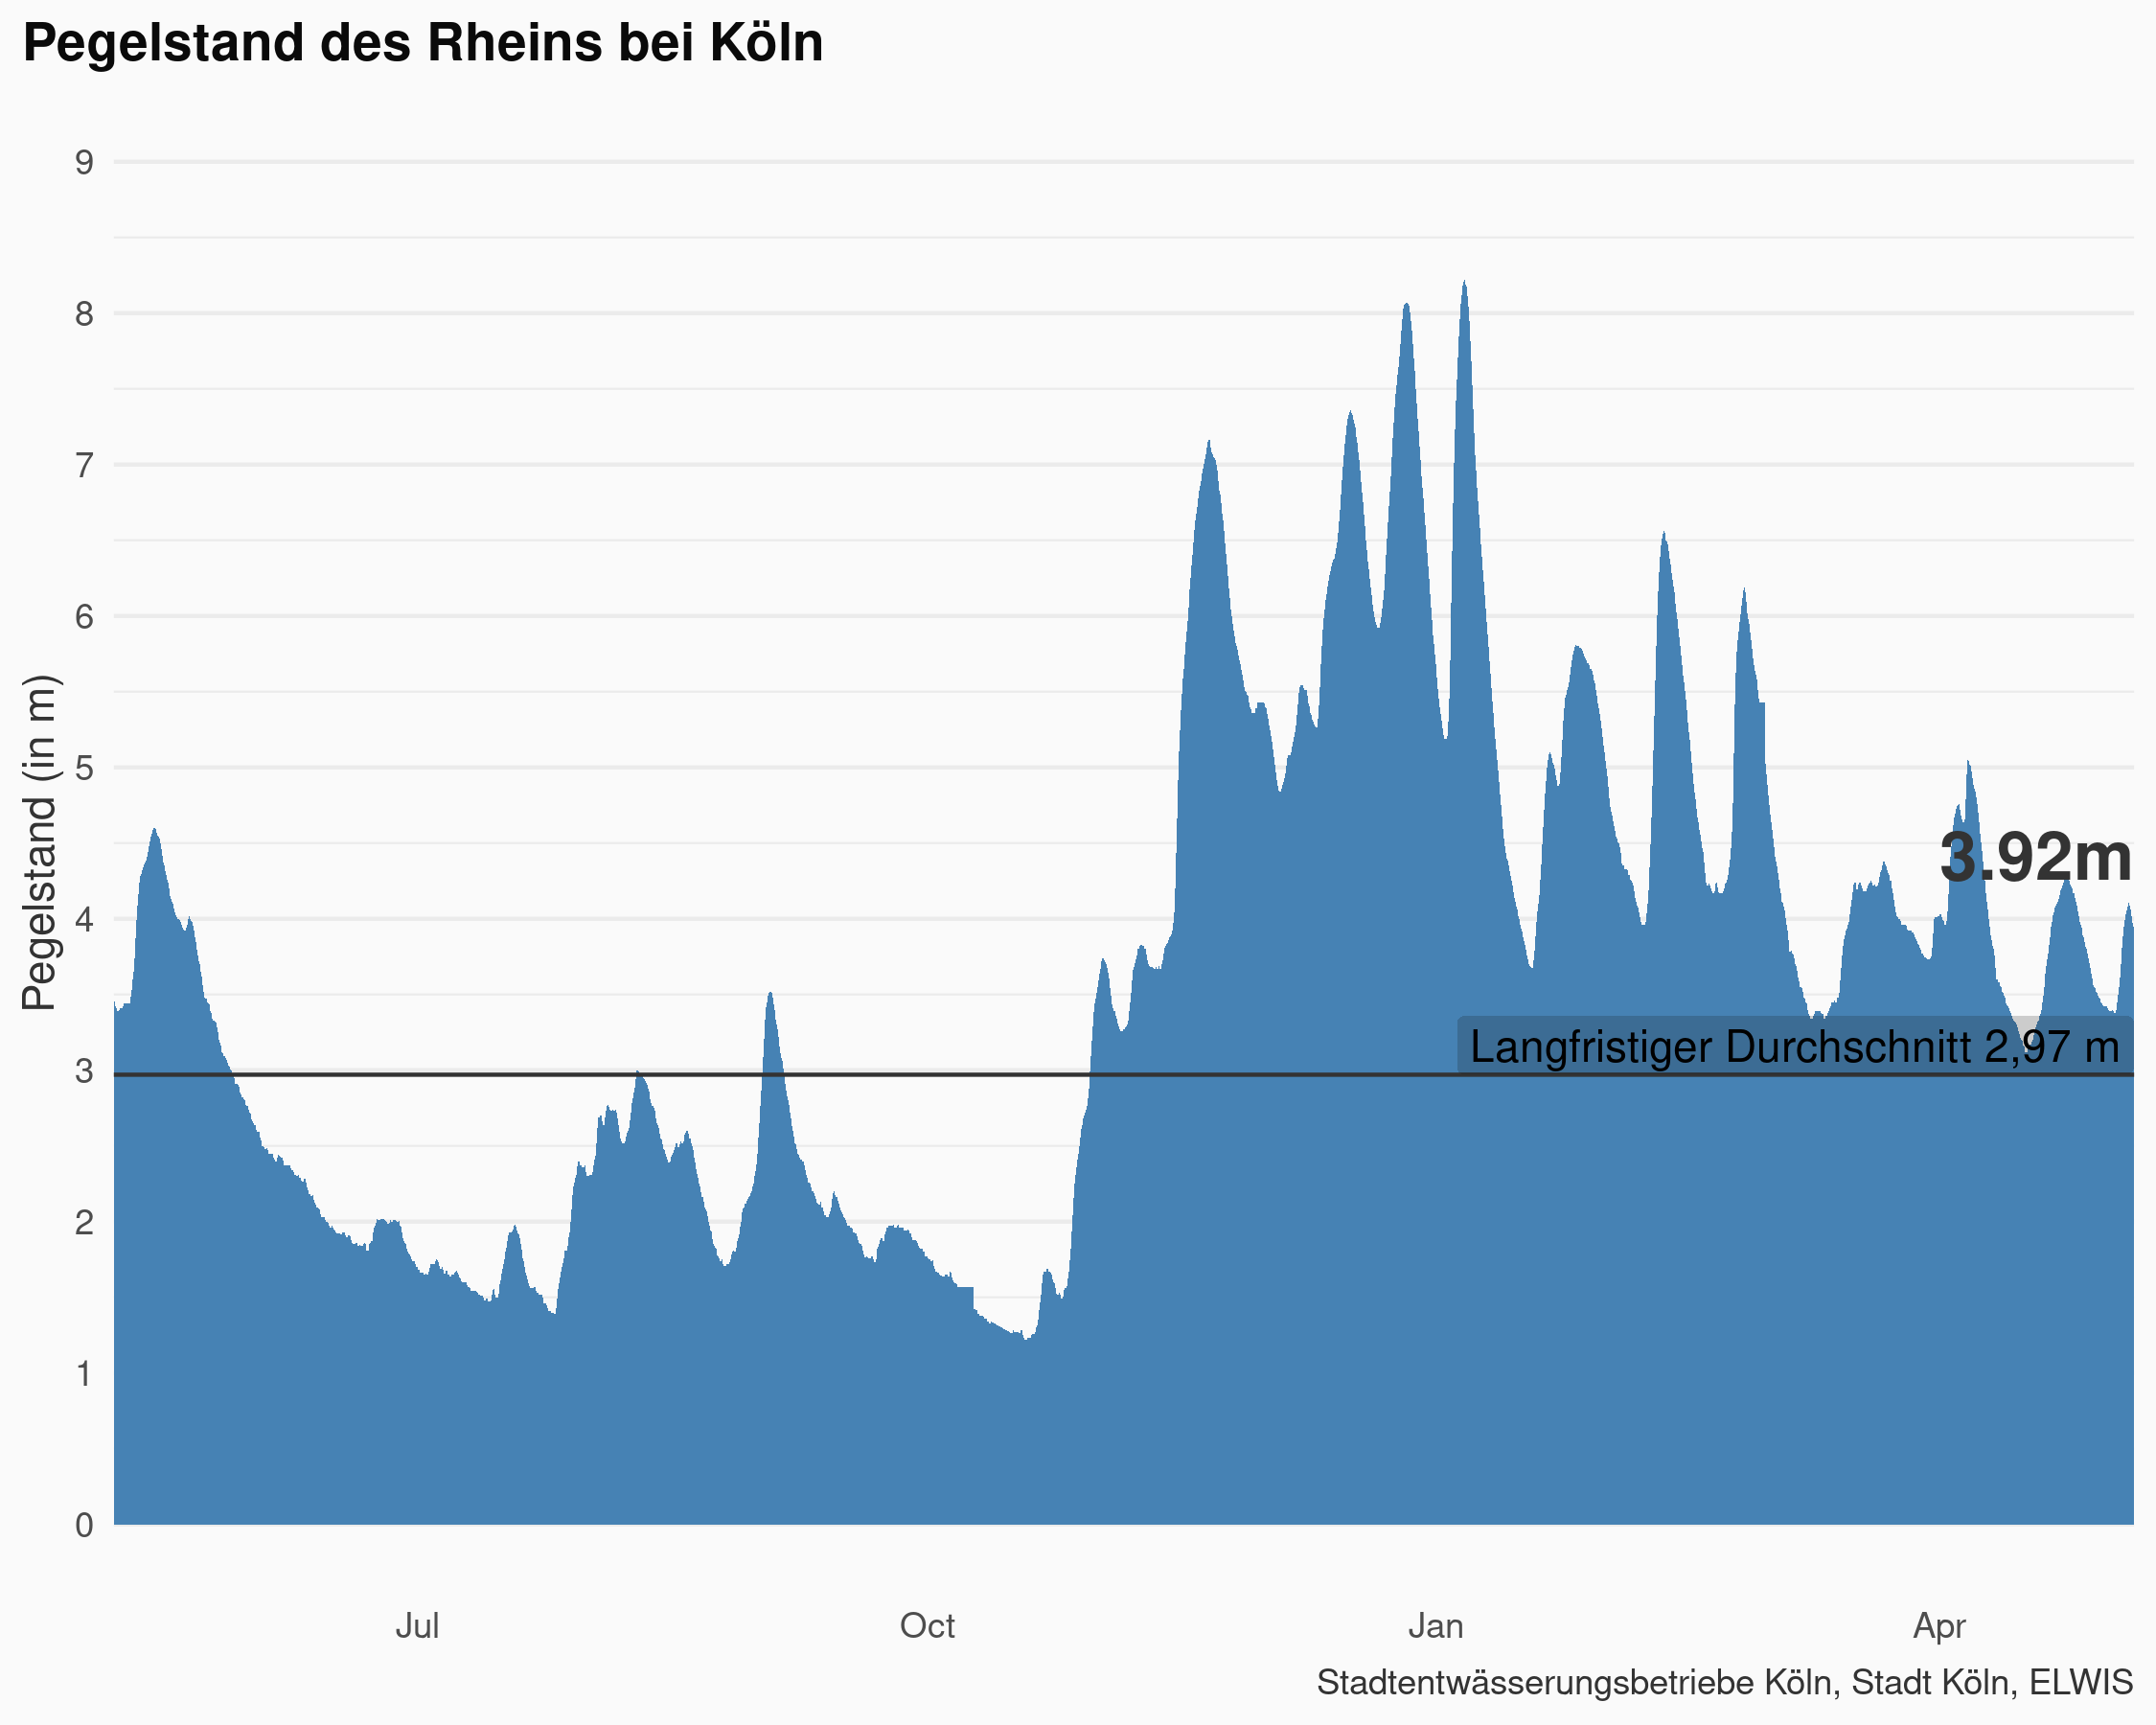 Pegelstand des Rheins bei Köln
Pegelstand (in m)
9
8
7
6
5
4
3
2
1
0
3.92m
Langfristiger Durchschnitt 2,97 m
Jul Oct Jan Apr
Stadtentwässerungsbetriebe Köln, Stadt Köln, ELWIS